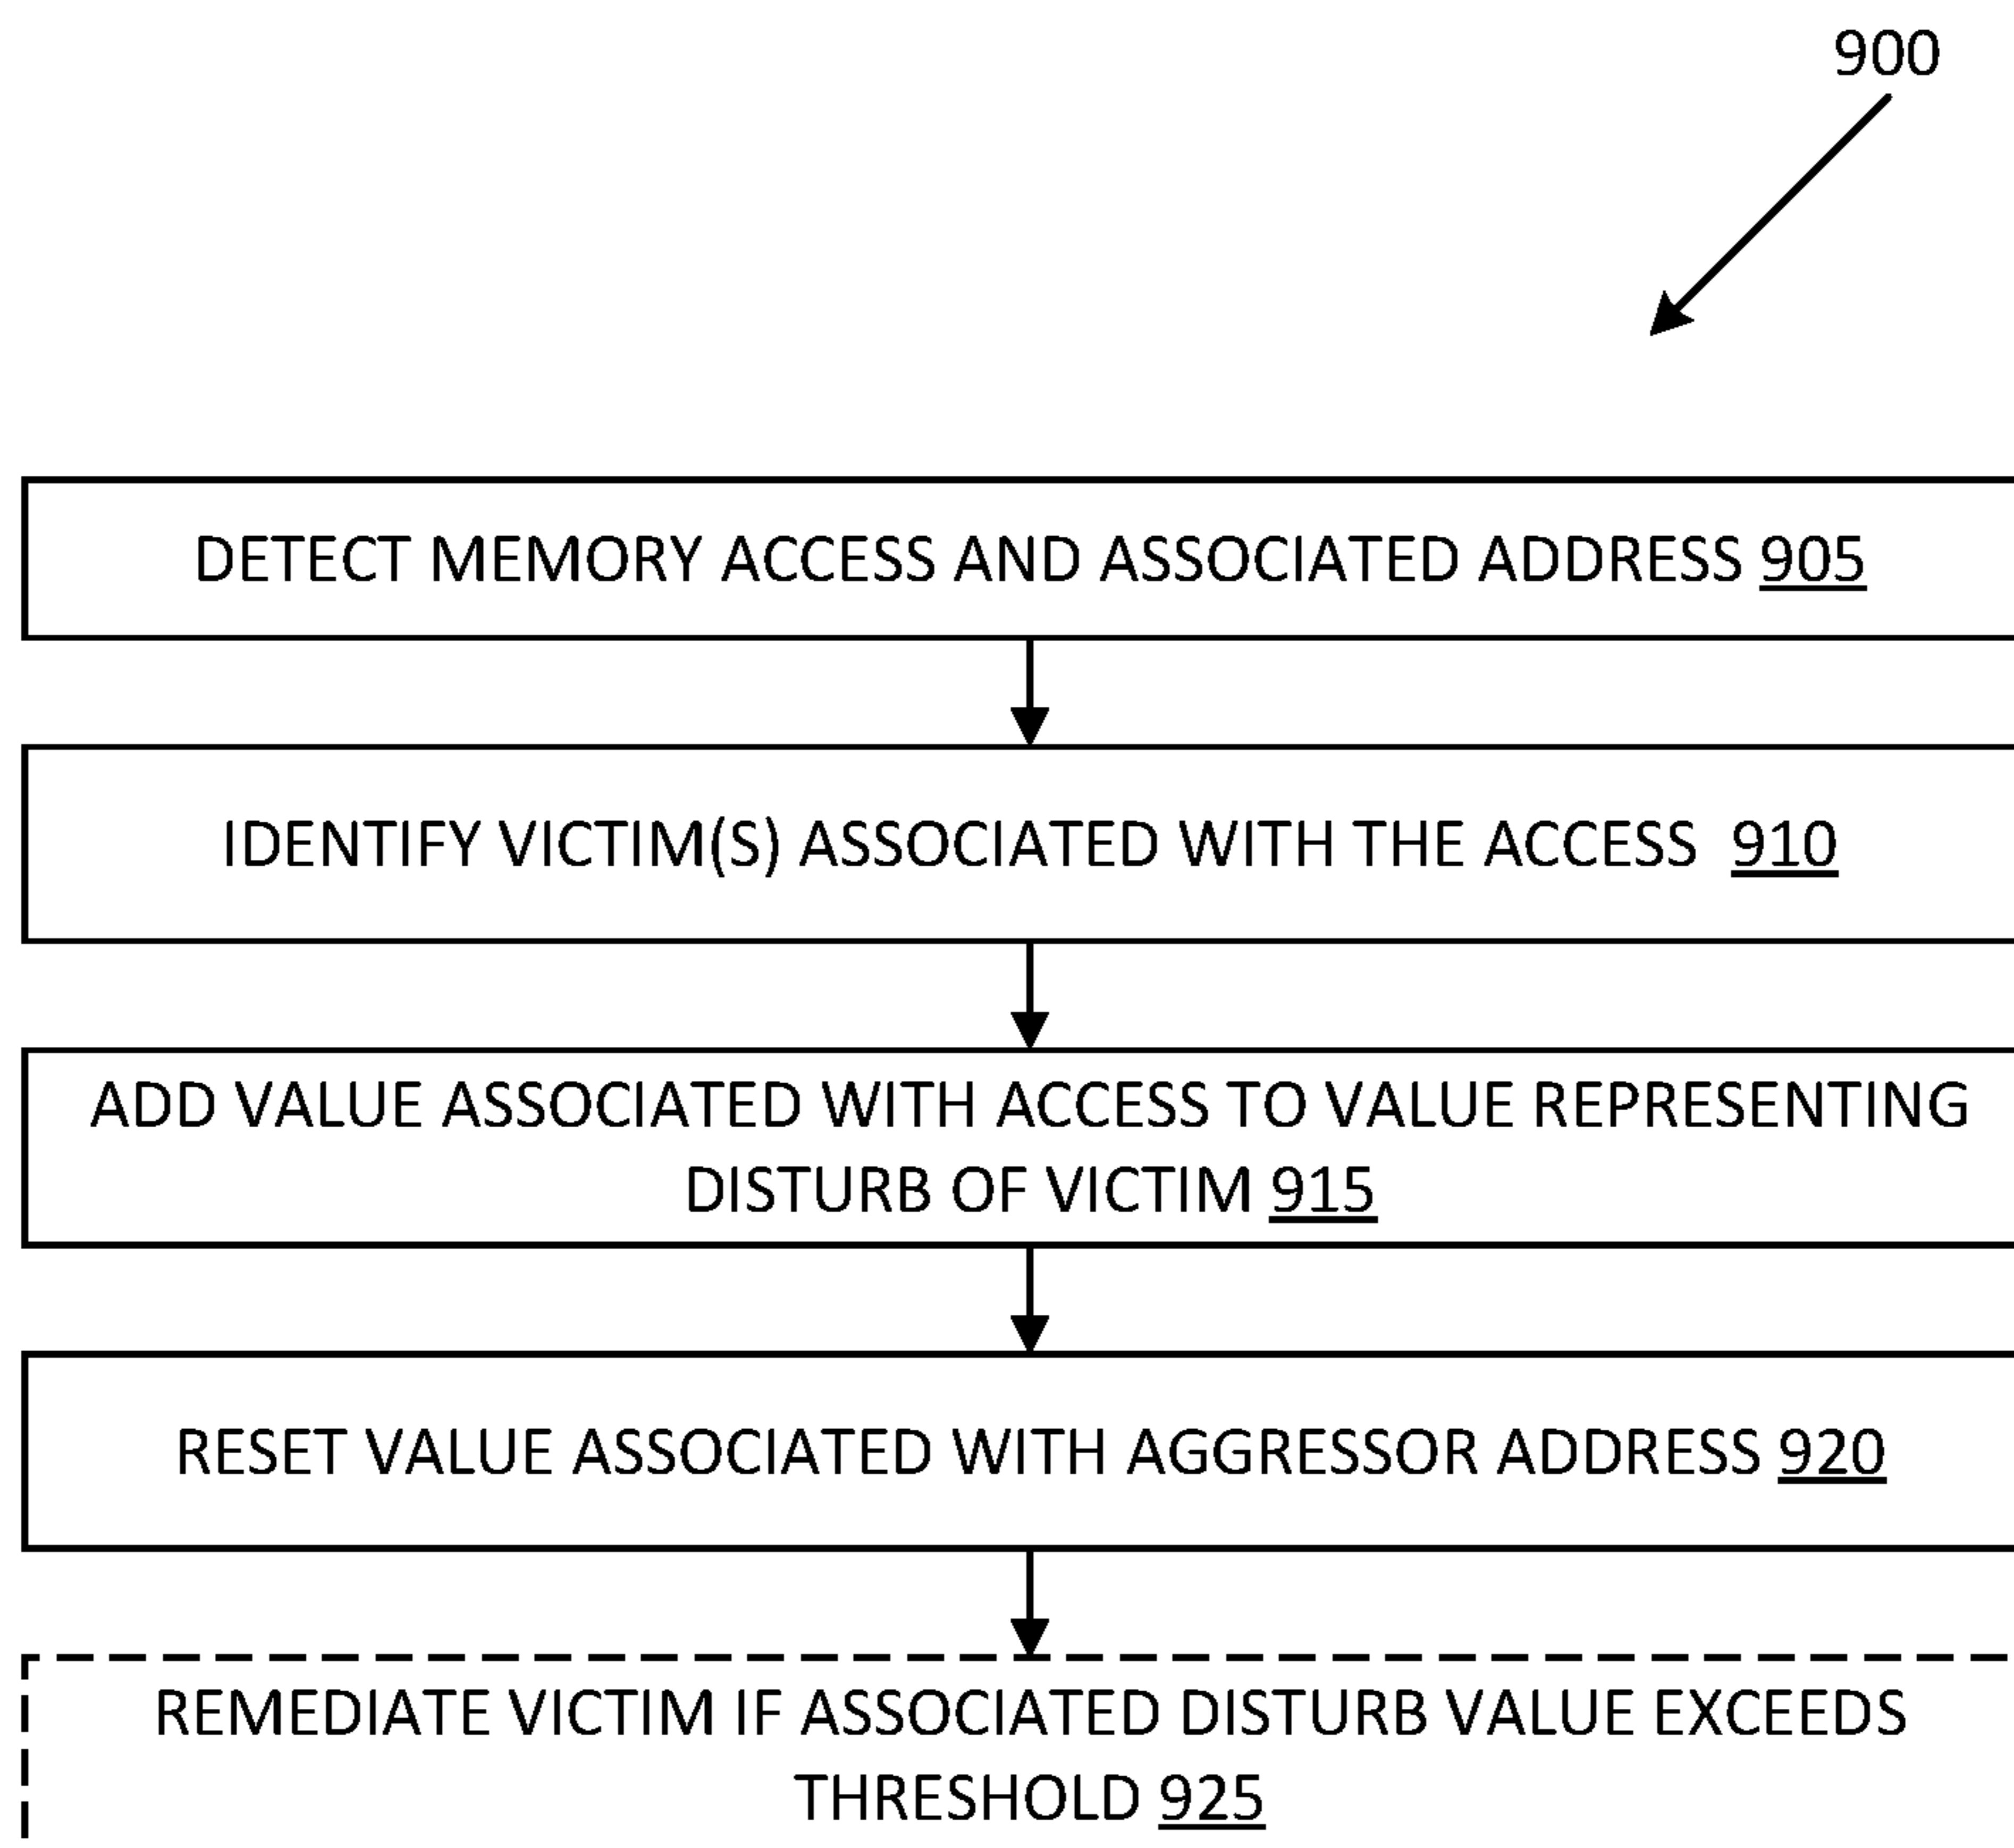 900
DETECT MEMORY ACCESS AND ASSOCIATED ADDRESS 905
IDENTIFY VICTIM(S) ASSOCIATED WITH THE ACCESS 910
ADD VALUE ASSOCIATED WITH ACCESS TO VALUE REPRESENTING
DISTURB OF VICTIM 915
RESET VALUE ASSOCIATED WITH AGGRESSOR ADDRESS 920
REMEDIATE VICTIM IF ASSOCIATED DISTURB VALUE EXCEEDS
THRESHOLD 925